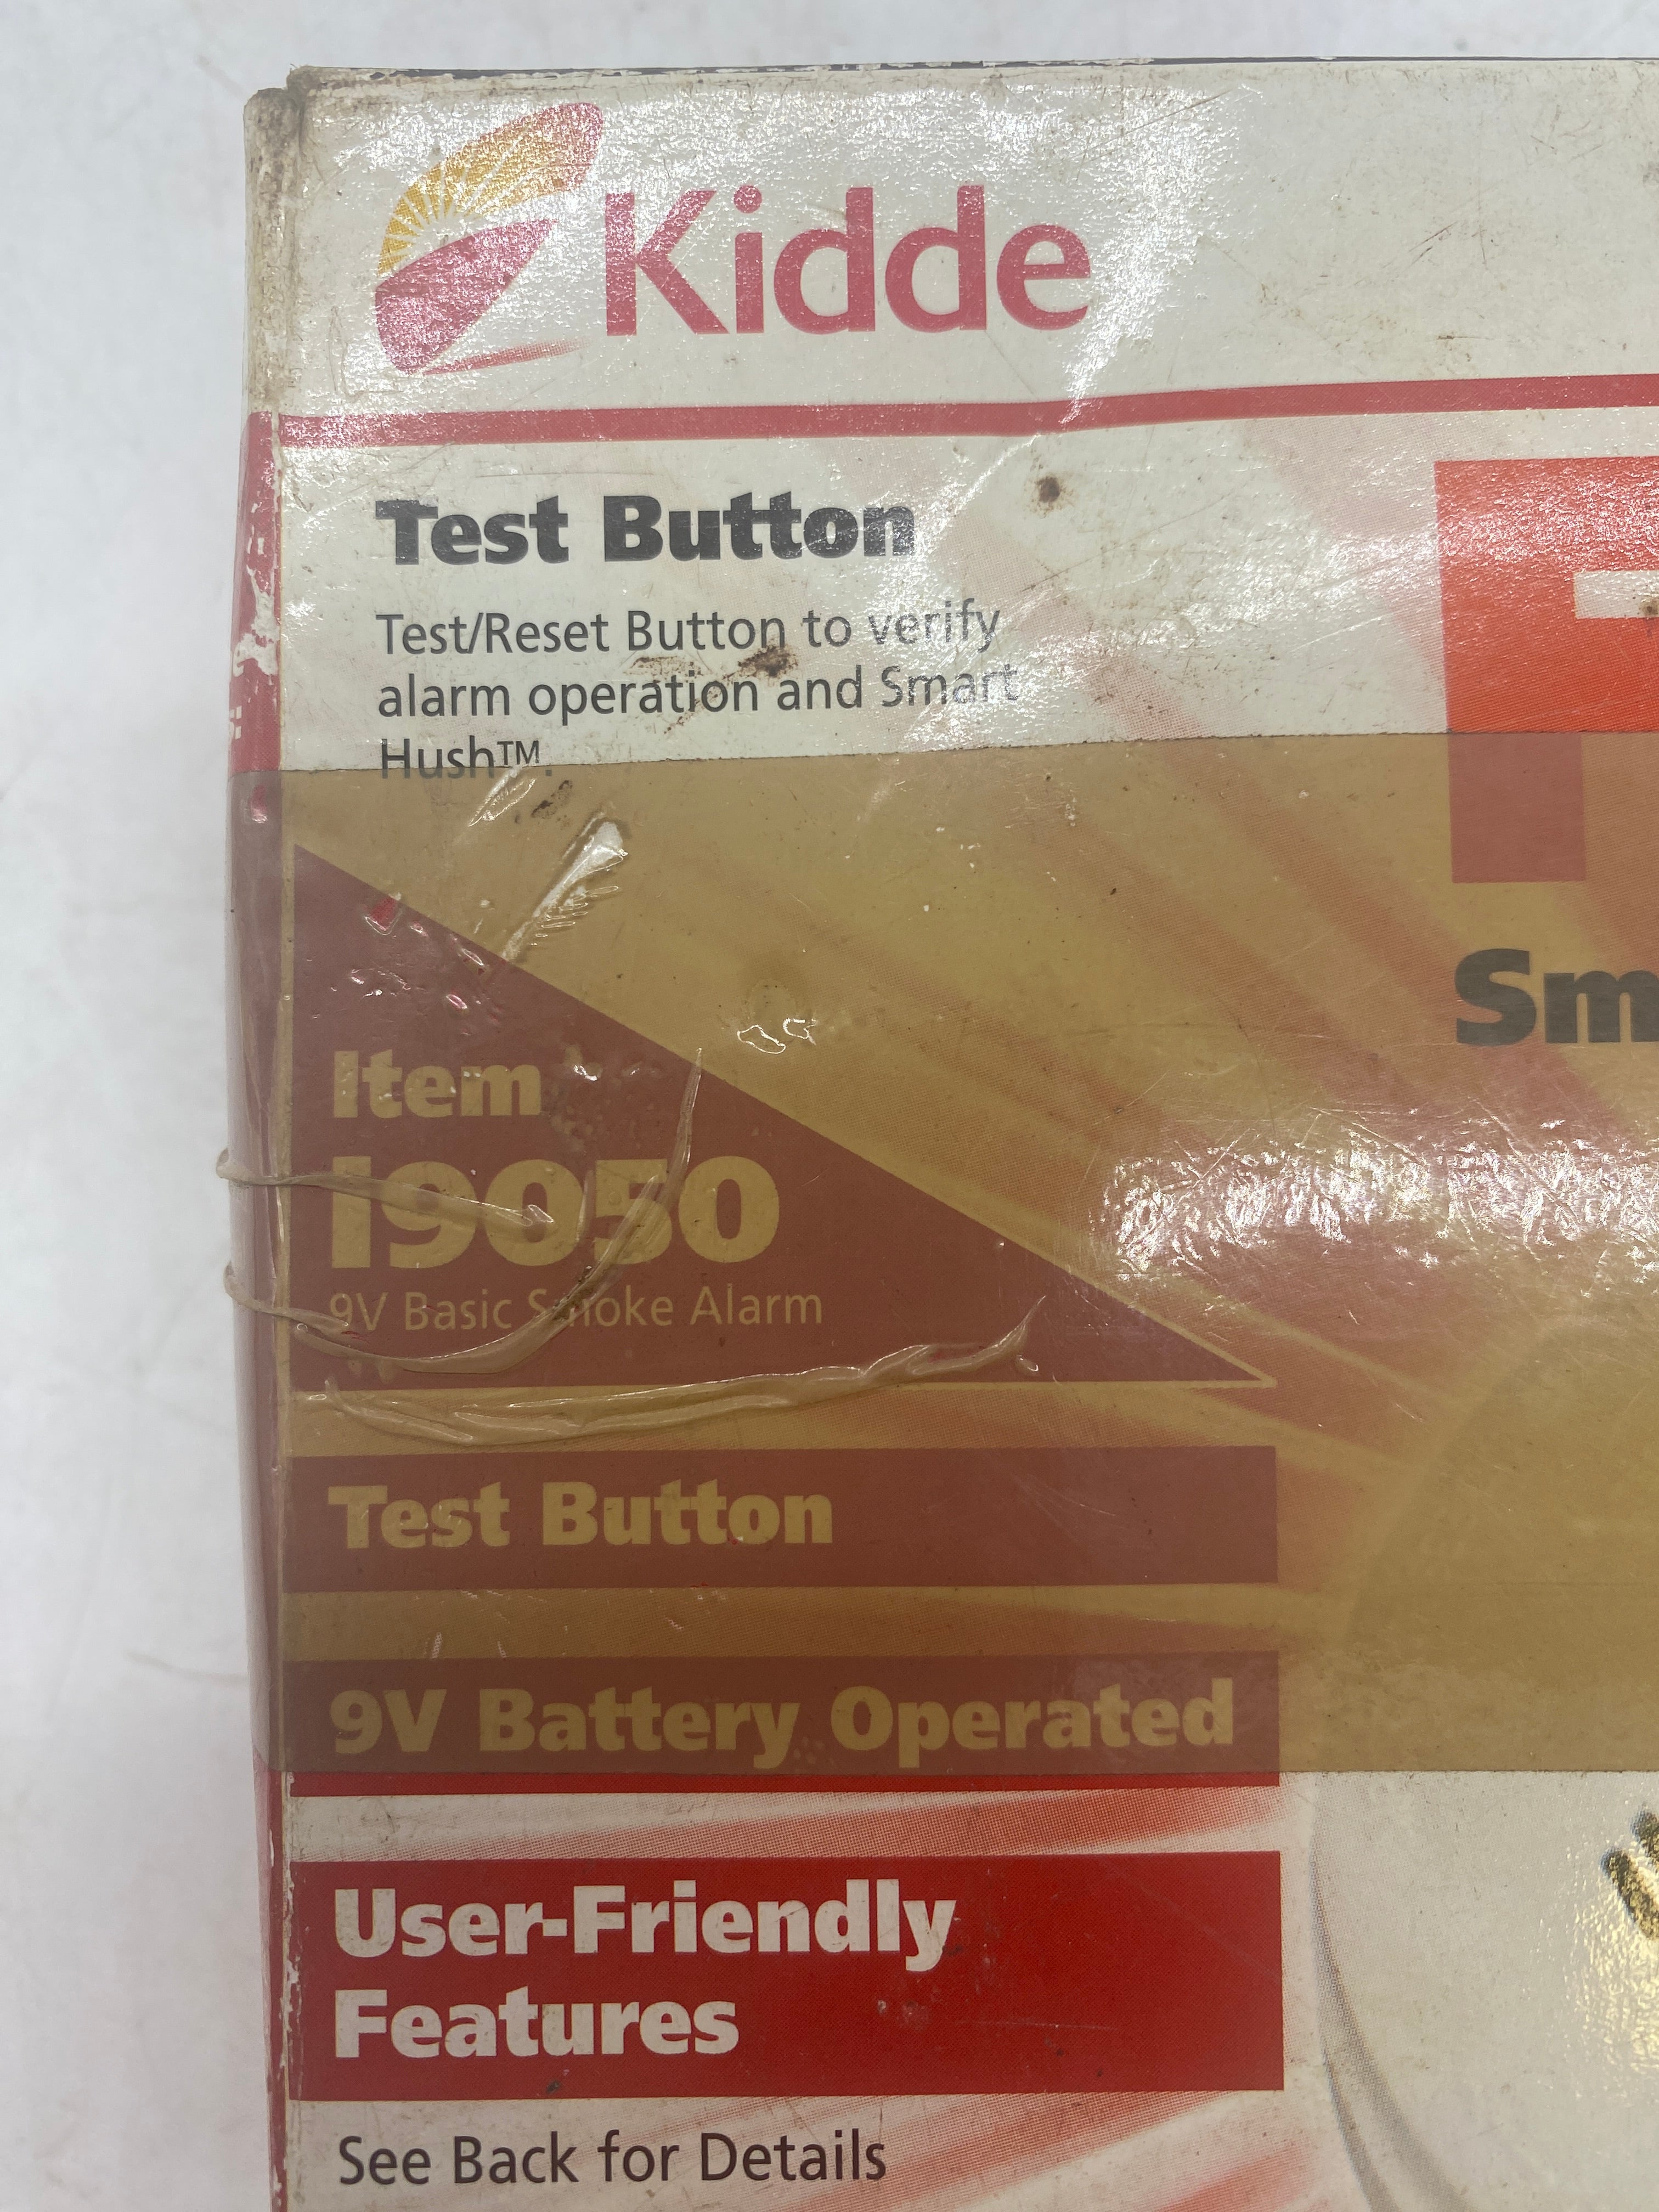 Kidde
Test Button
Test/Reset Button to verify
alarm operation and Smart
Hush™.
Sm
Item
i9050
9V Basic Smoke Alarm
Test Button
9V Battery Operated
User-Friendly
Features
See Back for Details